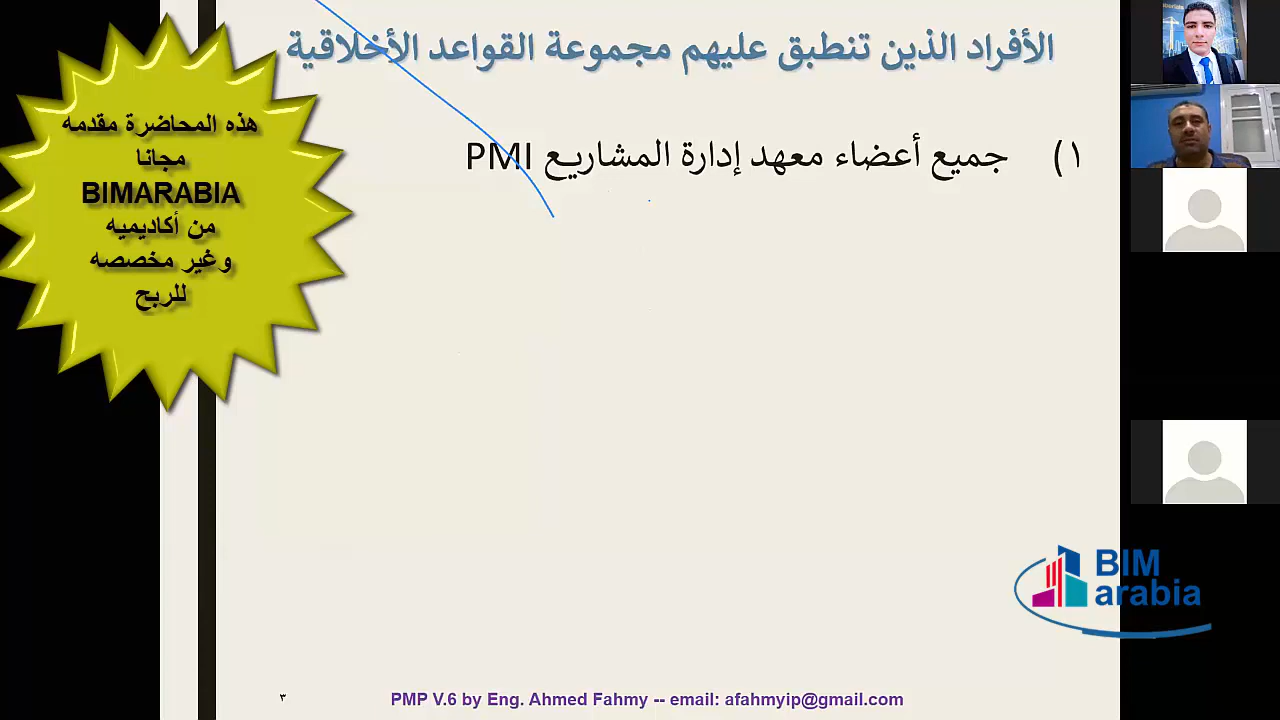 الأفراد الذين تنطبق عليهم مجموعة القواعد الأخلاقية
١) جميع أعضاء معهد إدارة المشاريع PMI
هذه المحاضرة مقدمه
مجانا
BIMARABIA
من أكاديميه
وغير مخصصه
للربح
BIM
arabia
٣
PMP V.6 by Eng. Ahmed Fahmy -- email: afahmyip@gmail.com